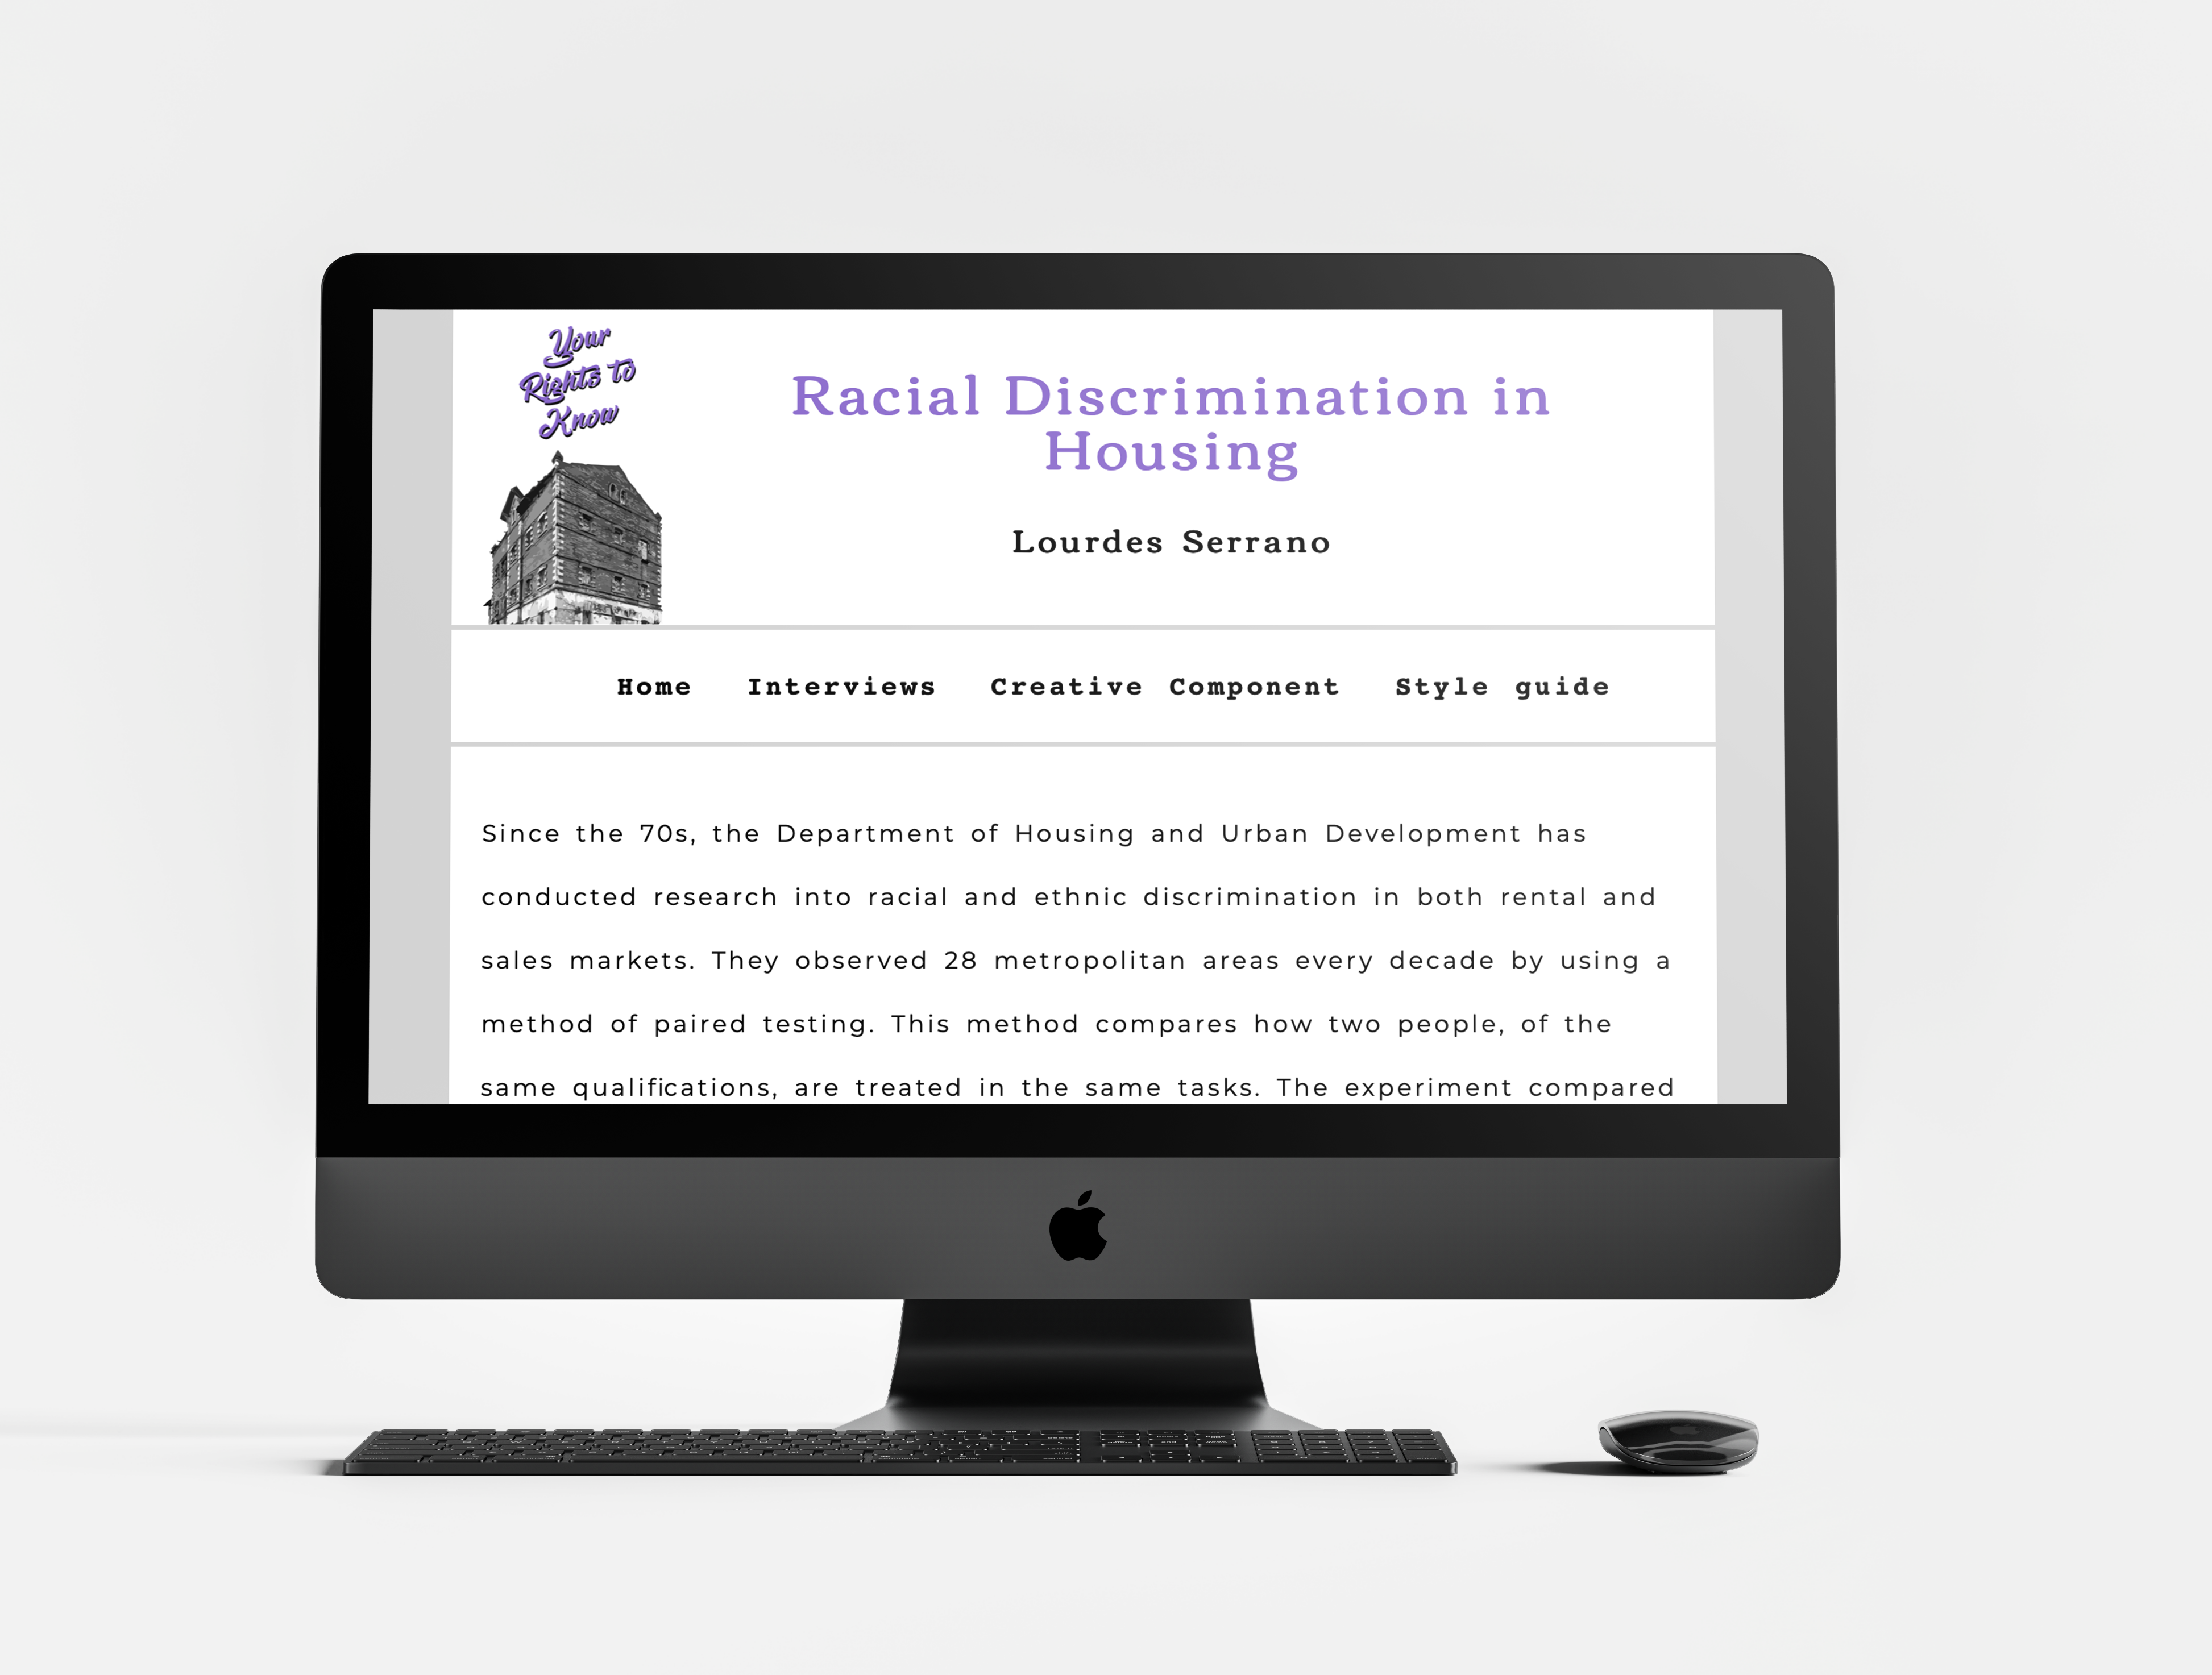 Your
Rights to
Know
Racial Discrimination in
Housing
Lourdes Serrano
Home Interviews Creative Component Style guide
Since the 70s, the Department of Housing and Urban Development has
conducted research into racial and ethnic discrimination in both rental and
sales markets. They observed 28 metropolitan areas every decade by using a
method of paired testing. This method compares how two people, of the
same qualifications, are treated in the same tasks. The experiment compared